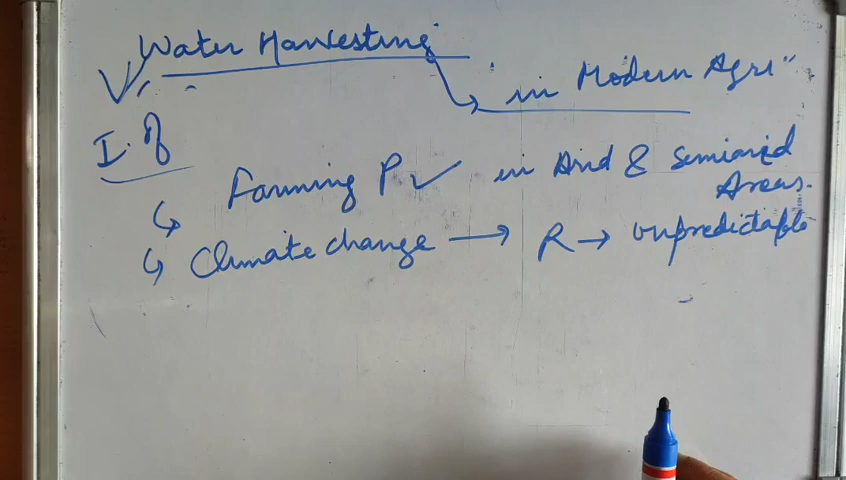 Water Harvesting
"in Modern Agri"
I. of
Farming P ✓ in Arid & Semiarid Areas.
Climate change → R → unpredictable